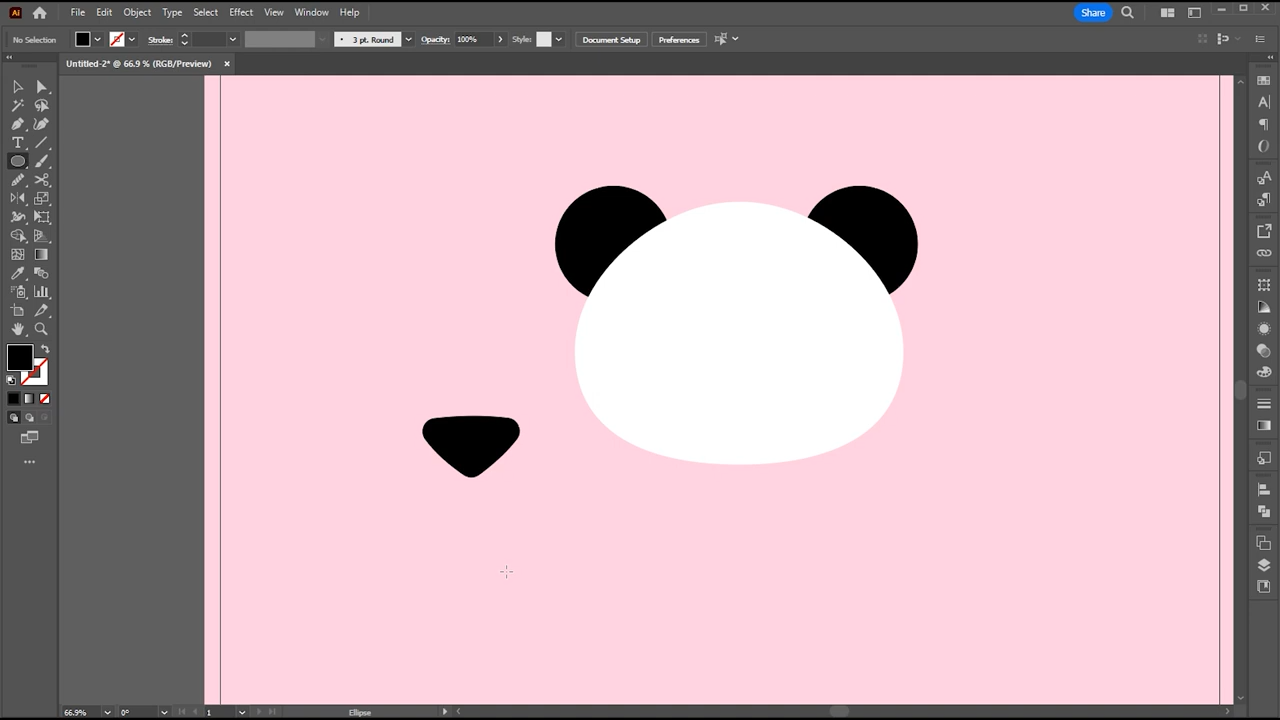 Ai File Edit Object Type Select Effect View Window Help Share
No Selection Stroke: 3 pt. Round Opacity: 100% Style: Document Setup Preferences
Untitled-2* @ 66.9 % (RGB/Preview) ×
66.9% 0° 1 Ellipse